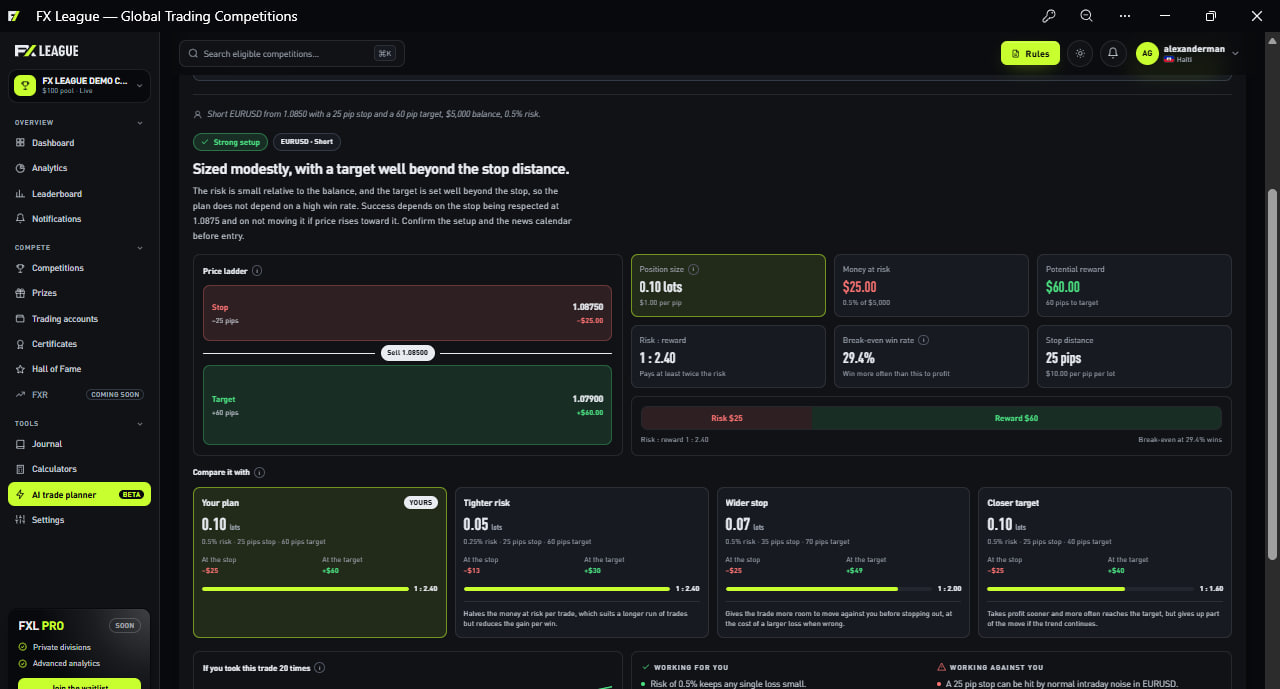 FX League — Global Trading Competitions
FX LEAGUE
Search eligible competitions...
⌘K
Rules
AG
alexanderman
Haiti
FX LEAGUE DEMO C...
$100 pool · Live
OVERVIEW
Dashboard
Analytics
Leaderboard
Notifications
COMPETE
Competitions
Prizes
Trading accounts
Certificates
Hall of Fame
FXR
COMING SOON
TOOLS
Journal
Calculators
AI trade planner
BETA
Settings
FXL PRO
SOON
Private divisions
Advanced analytics
Join the waitlist
Short EURUSD from 1.0850 with a 25 pip stop and a 60 pip target, $5,000 balance, 0.5% risk.
Strong setup
EURUSD · Short
Sized modestly, with a target well beyond the stop distance.
The risk is small relative to the balance, and the target is set well beyond the stop, so the
plan does not depend on a high win rate. Success depends on the stop being respected at
1.0875 and on not moving it if price rises toward it. Confirm the setup and the news calendar
before entry.
Price ladder
Stop
1.08750
−25 pips
−$25.00
Sell 1.08500
Target
1.07900
+60 pips
+$60.00
Position size
0.10 lots
$1.00 per pip
Money at risk
$25.00
0.5% of $5,000
Potential reward
$60.00
60 pips to target
Risk : reward
1 : 2.40
Pays at least twice the risk
Break-even win rate
29.4%
Win more often than this to profit
Stop distance
25 pips
$10.00 per pip per lot
Risk $25
Reward $60
Risk : reward 1 : 2.40
Break-even at 29.4% wins
Compare it with
Your plan
YOURS
0.10 lots
0.5% risk · 25 pips stop · 60 pips target
At the stop
At the target
−$25
+$60
1 : 2.40
Tighter risk
0.05 lots
0.25% risk · 25 pips stop · 60 pips target
At the stop
At the target
−$13
+$30
1 : 2.40
Halves the money at risk per trade, which suits a longer run of trades
but reduces the gain per win.
Wider stop
0.07 lots
0.5% risk · 35 pips stop · 70 pips target
At the stop
At the target
−$25
+$49
1 : 2.00
Gives the trade more room to move against you before stopping out, at
the cost of a larger loss when wrong.
Closer target
0.10 lots
0.5% risk · 25 pips stop · 40 pips target
At the stop
At the target
−$25
+$40
1 : 1.60
Takes profit sooner and more often reaches the target, but gives up part
of the move if the trend continues.
If you took this trade 20 times
WORKING FOR YOU
Risk of 0.5% keeps any single loss small.
WORKING AGAINST YOU
A 25 pip stop can be hit by normal intraday noise in EURUSD.